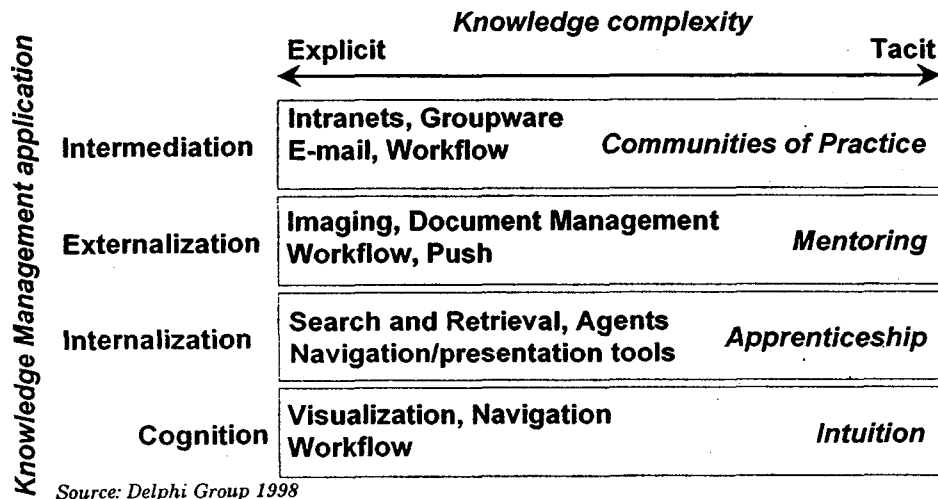 Knowledge complexity
Explicit Tacit
Knowledge Management application
Intermediation
Intranets, Groupware
E-mail, Workflow
Communities of Practice
Externalization
Imaging, Document Management
Workflow, Push
Mentoring
Internalization
Search and Retrieval, Agents
Navigation/presentation tools
Apprenticeship
Cognition
Visualization, Navigation
Workflow
Intuition
Source: Delphi Group 1998